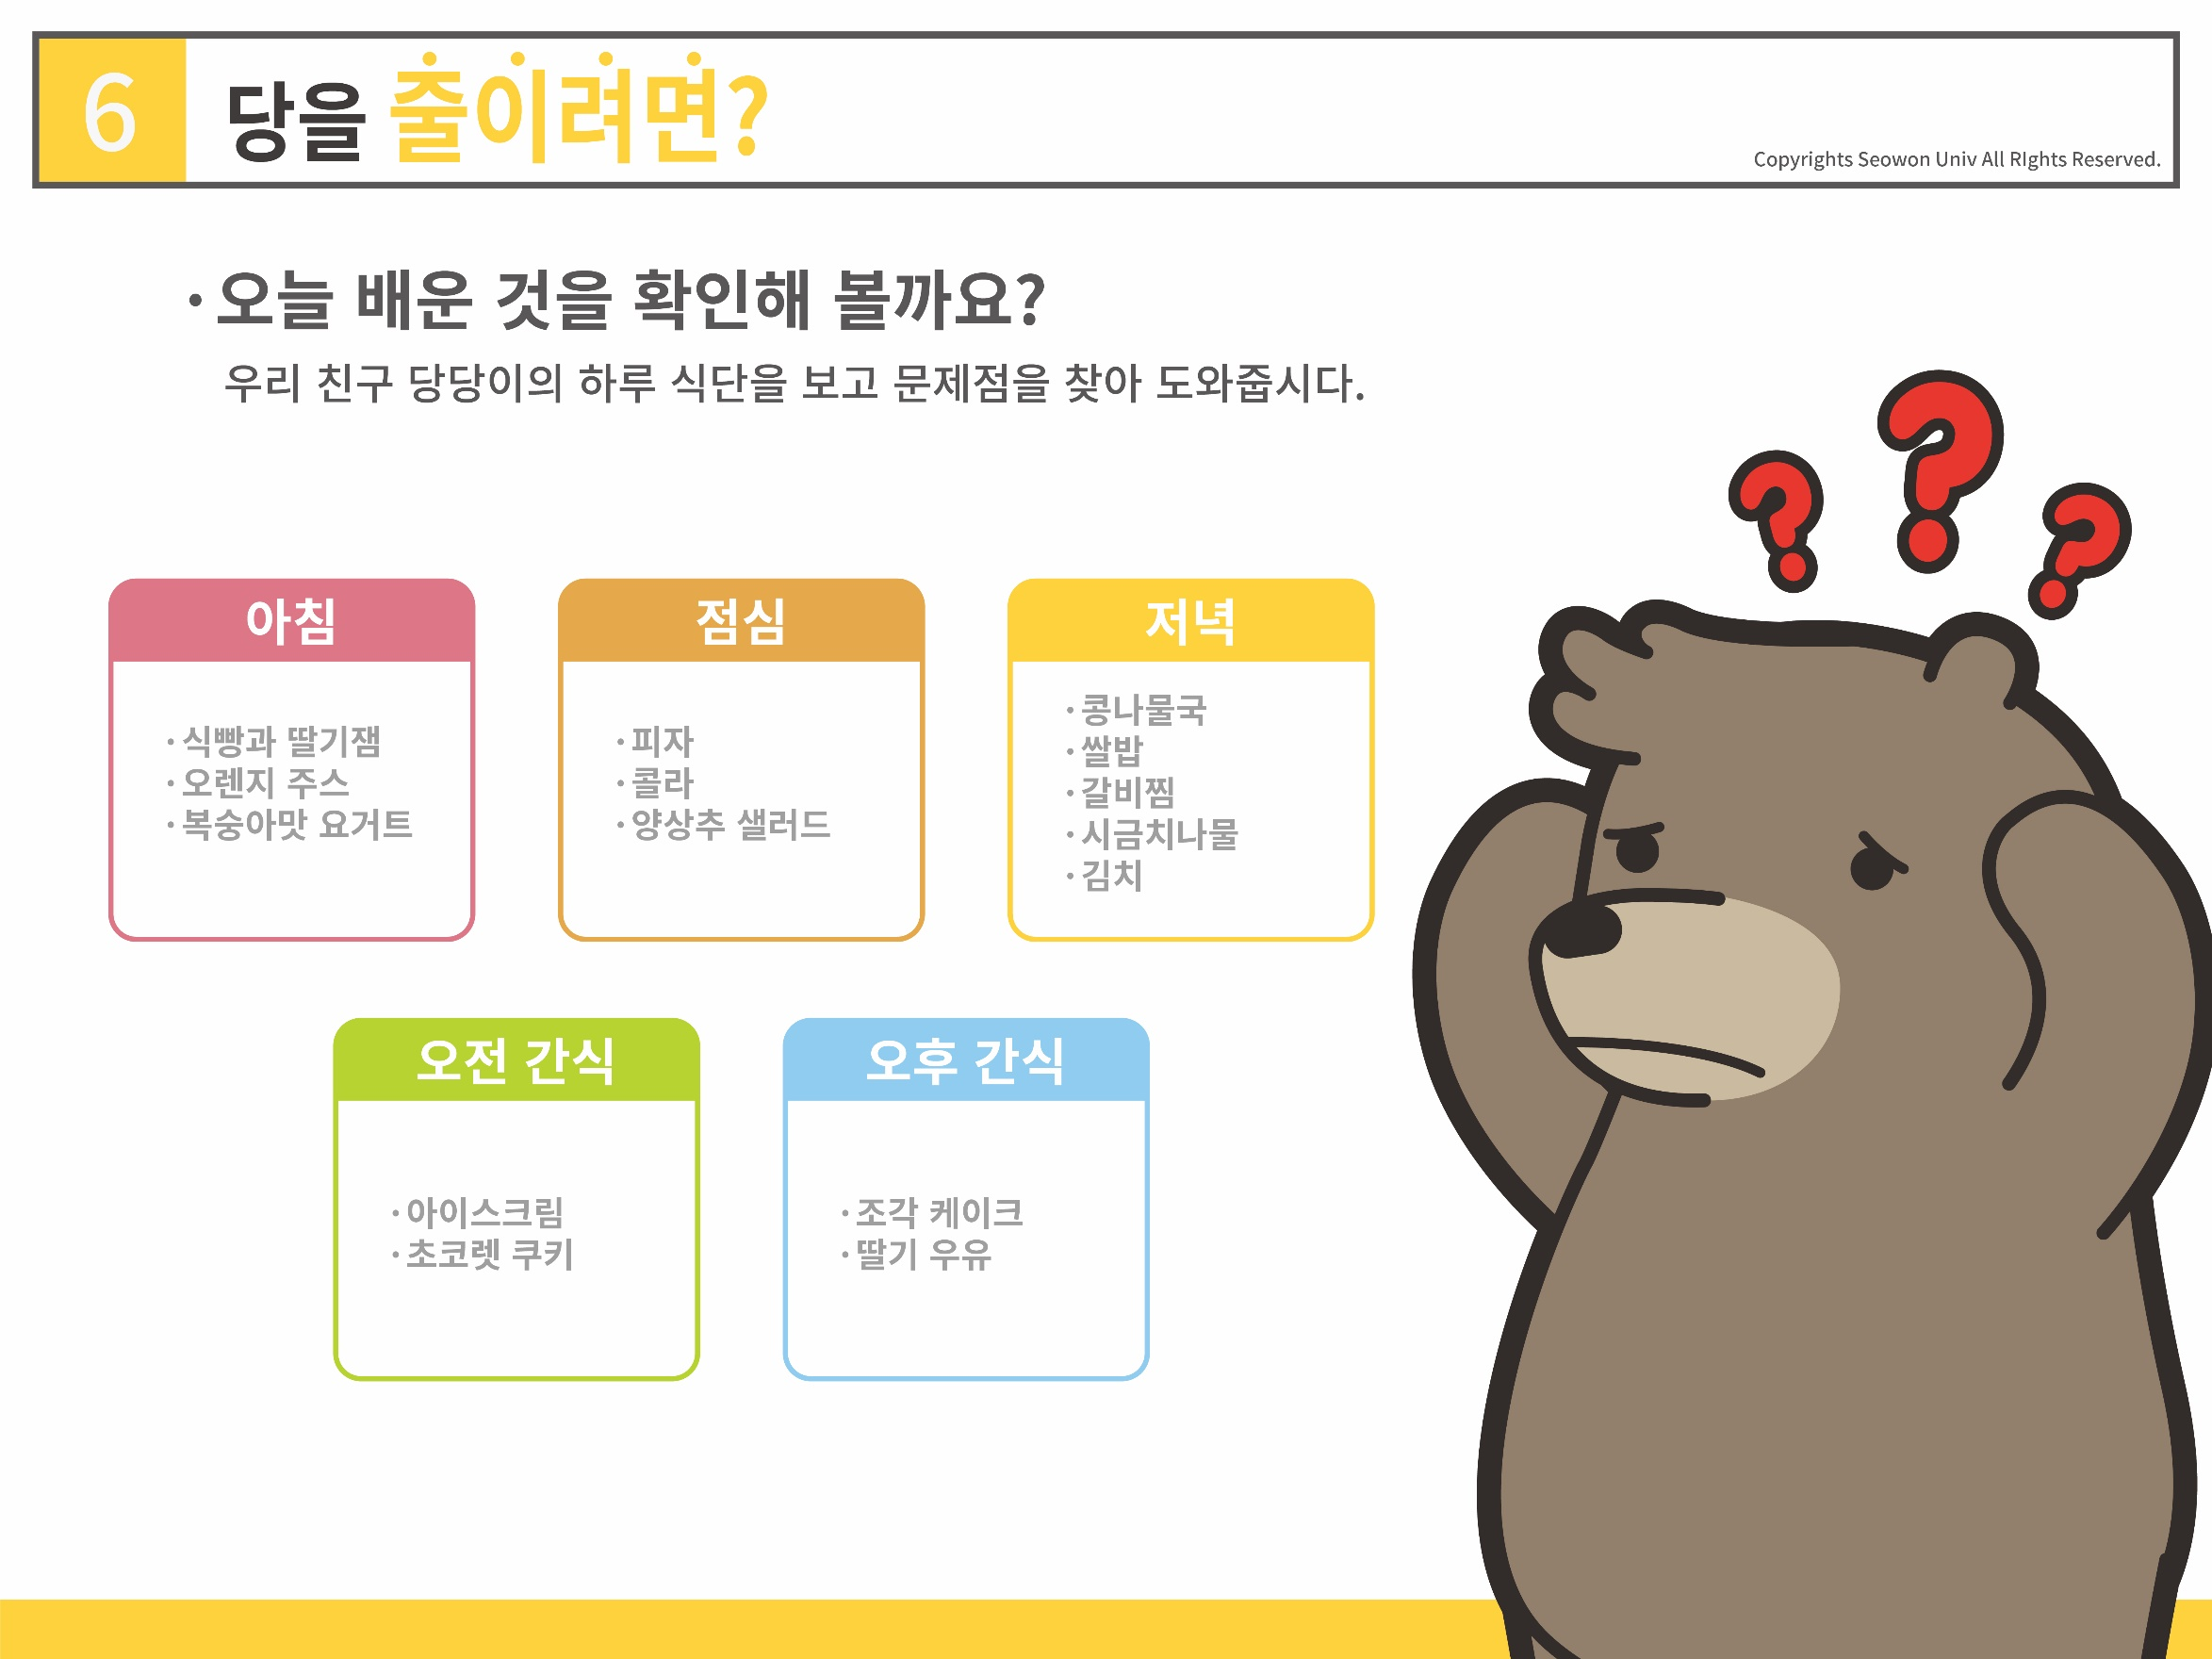 6
당을 줄이려면?
Copyrights Seowon Univ All RIghts Reserved.
· 오늘 배운 것을 확인해 볼까요?
우리 친구 당당이의 하루 식단을 보고 문제점을 찾아 도와줍시다.
아침
· 식빵과 딸기잼
· 오렌지 주스
· 복숭아맛 요거트
점심
· 피자
· 콜라
· 양상추 샐러드
저녁
· 콩나물국
· 쌀밥
· 갈비찜
· 시금치나물
· 김치
오전 간식
· 아이스크림
· 초코렛 쿠키
오후 간식
· 조각 케이크
· 딸기 우유